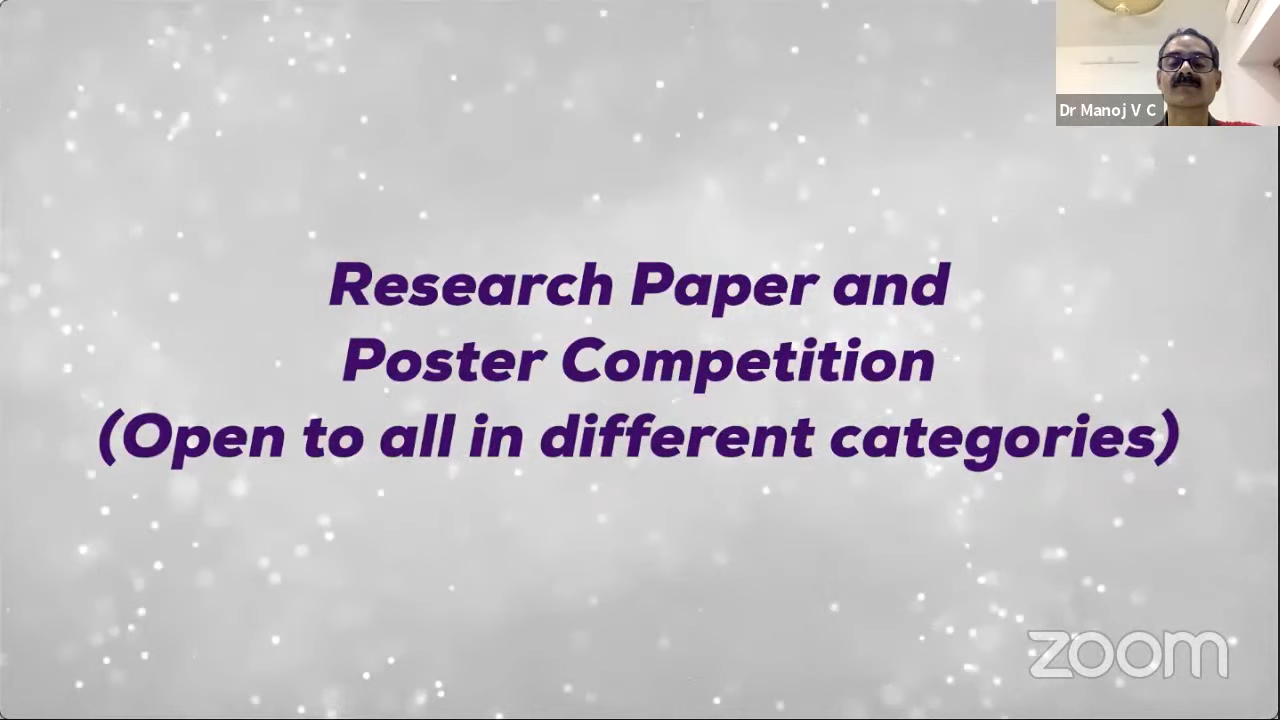 Dr Manoj V C
Research Paper and
Poster Competition
(Open to all in different categories)
zoom